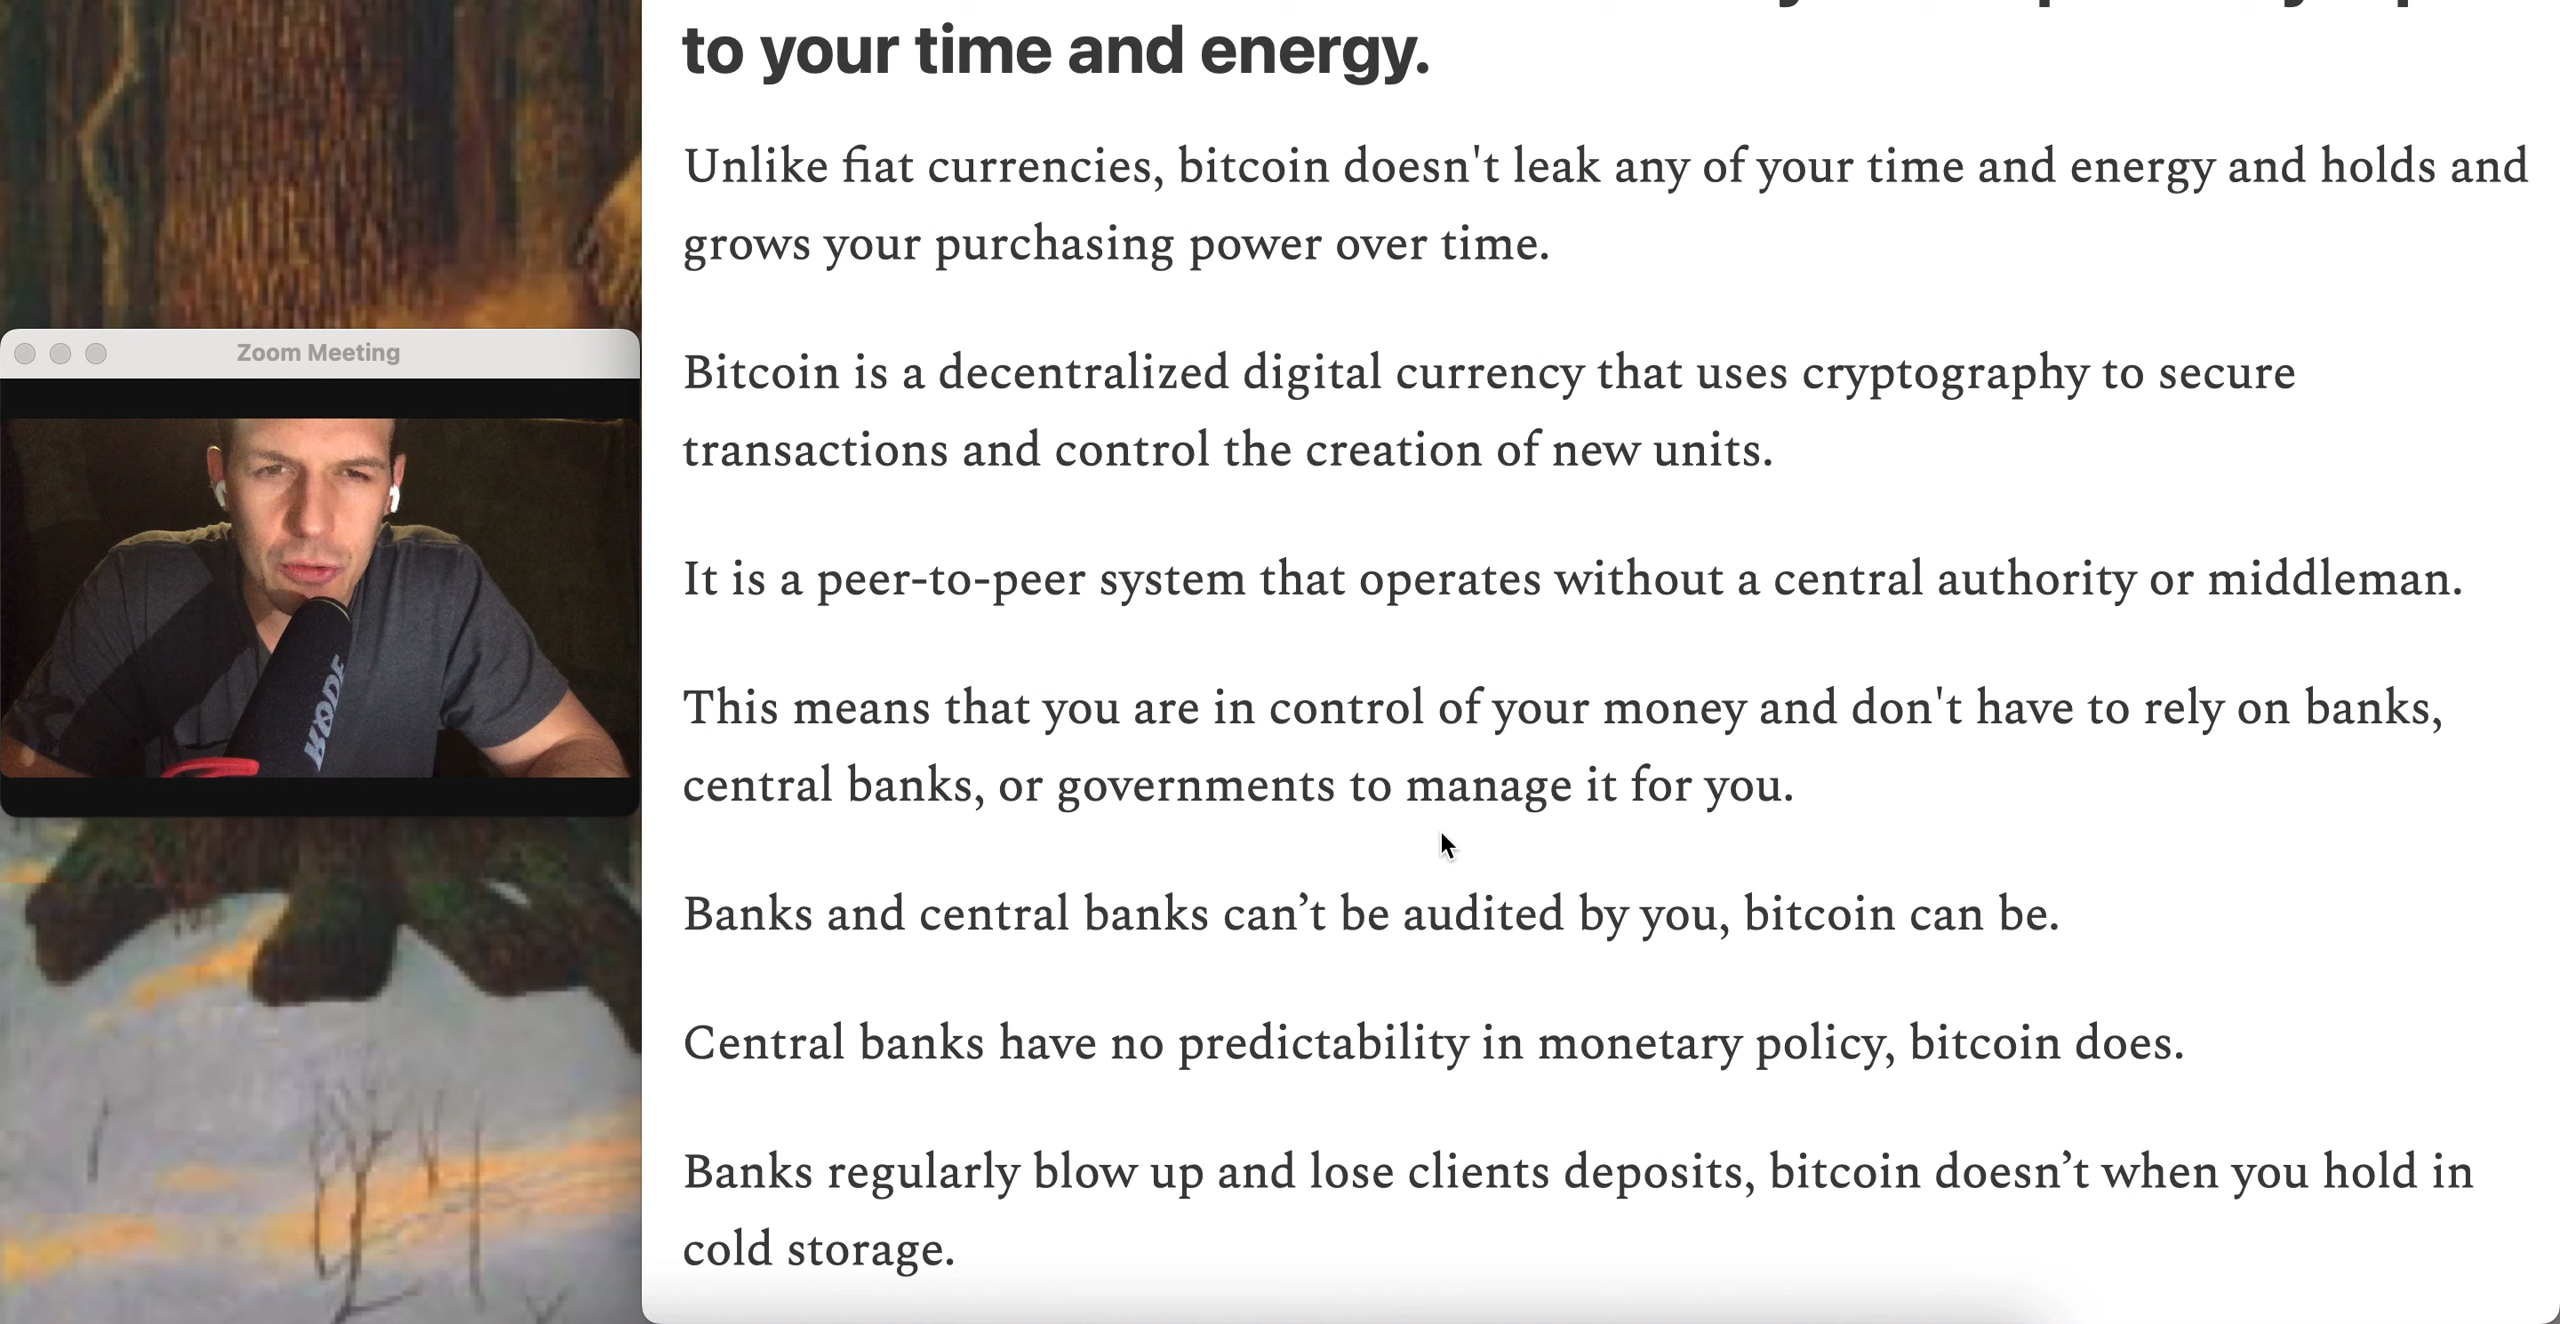 to your time and energy.
Unlike fiat currencies, bitcoin doesn't leak any of your time and energy and holds and
grows your purchasing power over time.
Zoom Meeting
Bitcoin is a decentralized digital currency that uses cryptography to secure
transactions and control the creation of new units.
It is a peer-to-peer system that operates without a central authority or middleman.
RODE
This means that you are in control of your money and don't have to rely on banks,
central banks, or governments to manage it for you.
Banks and central banks can’t be audited by you, bitcoin can be.
Central banks have no predictability in monetary policy, bitcoin does.
Banks regularly blow up and lose clients deposits, bitcoin doesn’t when you hold in
cold storage.